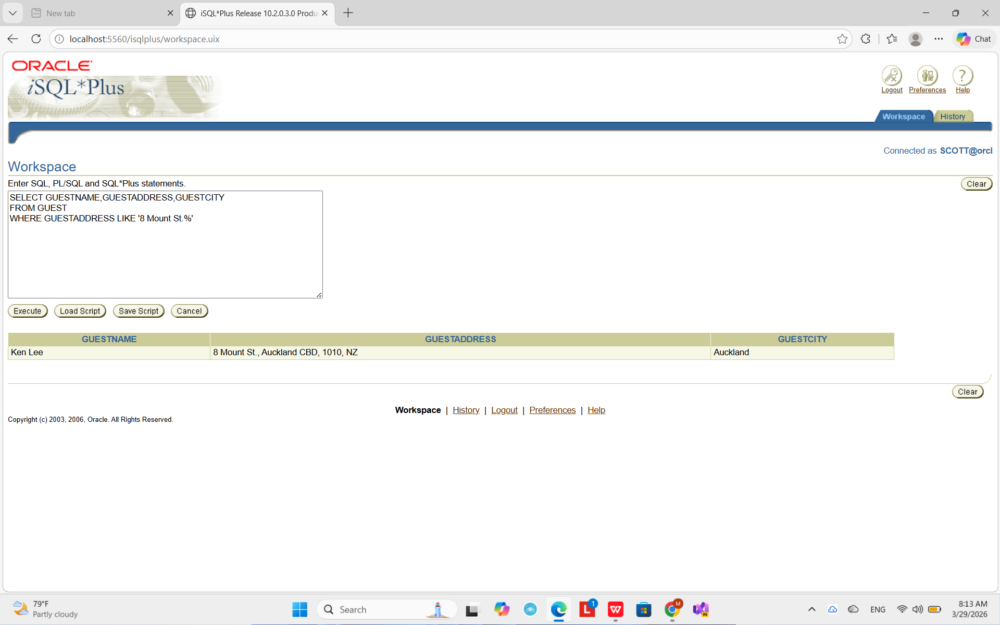 New tab
iSQL*Plus Release 10.2.0.3.0 Produ
localhost:5560/isqlplus/workspace.uix
Chat
ORACLE
iSQL*Plus
Logout Preferences Help
Workspace History
Connected as SCOTT@orcl
Workspace
Enter SQL, PL/SQL and SQL*Plus statements.
Clear
SELECT GUESTNAME,GUESTADDRESS,GUESTCITY
FROM GUEST
WHERE GUESTADDRESS LIKE '8 Mount St.%'
Execute Load Script Save Script Cancel
GUESTNAME GUESTADDRESS GUESTCITY
Ken Lee 8 Mount St., Auckland CBD, 1010, NZ Auckland
Clear
Workspace | History | Logout | Preferences | Help
Copyright (c) 2003, 2006, Oracle. All Rights Reserved.
79°F
Partly cloudy
Search
L 1
W
M
IN
ENG
8:13 AM
3/29/2026